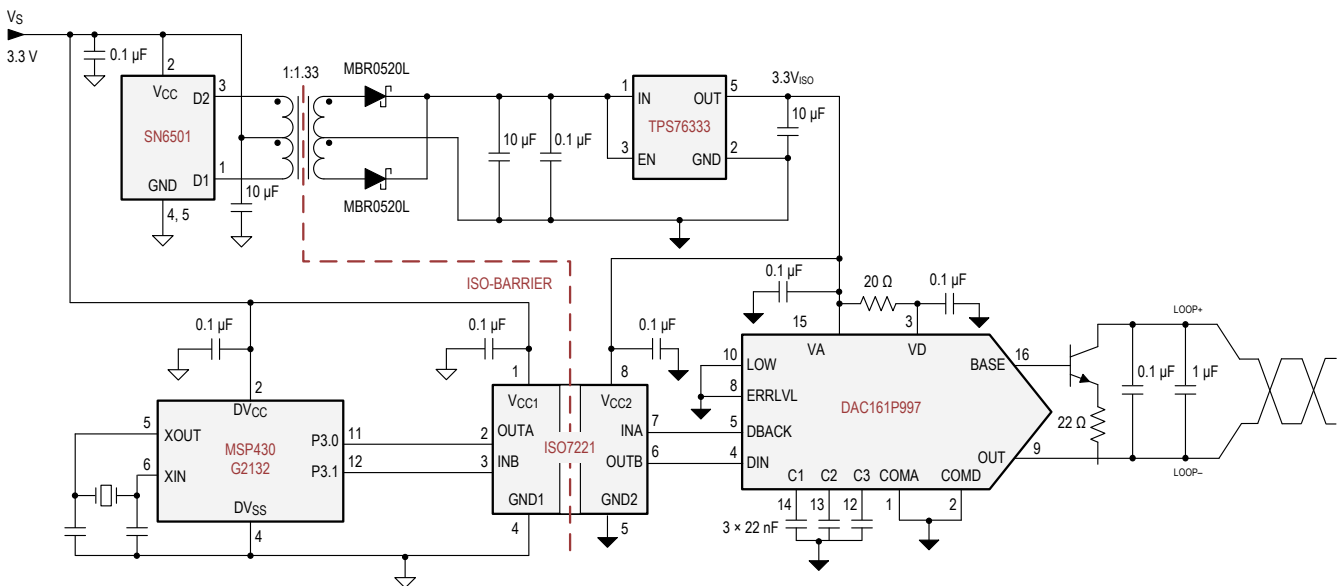 VS
3.3 V
0.1 µF
2
VCC
D2
3
SN6501
D1
1
GND
4, 5
10 µF
1:1.33
MBR0520L
MBR0520L
10 µF
0.1 µF
1
IN
OUT
5
TPS76333
3
EN
GND
2
3.3VISO
10 µF
ISO-BARRIER
0.1 µF
2
DVCC
5
XOUT
6
XIN
MSP430
G2132
P3.0
11
P3.1
12
DVSS
4
0.1 µF
1
VCC1
2
OUTA
3
INB
GND1
4
ISO7221
0.1 µF
8
VCC2
INA
7
OUTB
6
GND2
5
0.1 µF
20 Ω
0.1 µF
15
3
VA
VD
10
LOW
8
ERRLVL
5
DBACK
4
DIN
DAC161P997
BASE
16
OUT
9
C1
C2
C3
COMA
COMD
14
13
12
1
2
3 × 22 nF
22 Ω
0.1 µF
1 µF
LOOP+
LOOP–